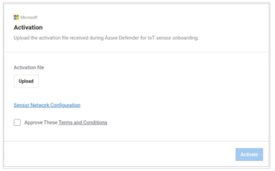 Microsoft
Activation
Upload the activation file received during Azure Defender for IoT sensor onboarding.
Activation file
Upload
Sensor Network Configuration
Approve These Terms and Conditions
Activate